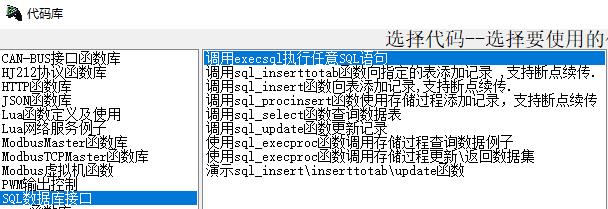 代码库
选择代码--选择要使用的
CAN-BUS接口函数库
HJ212协议函数库
HTTP函数库
JSON函数库
Lua函数定义及使用
Lua网络服务例子
ModbusMaster函数库
ModbusTCPMaster函数库
Modbus虚拟机函数
PWM输出控制
SQL数据库接口
调用execsql执行任意SQL语句
调用sql_inserttotab函数向指定的表添加记录 ,支持断点续传.
调用sql_insert函数向表添加记录,支持断点续传.
调用sql_procinsert函数使用存储过程添加记录，支持断点续传
调用sql_select函数查询数据表
调用sql_update函数更新记录
使用sql_execproc函数调用存储过程查询数据例子
使用sql_execproc函数调用存储过程更新\返回数据集
演示sql_insert\inserttotab\update函数